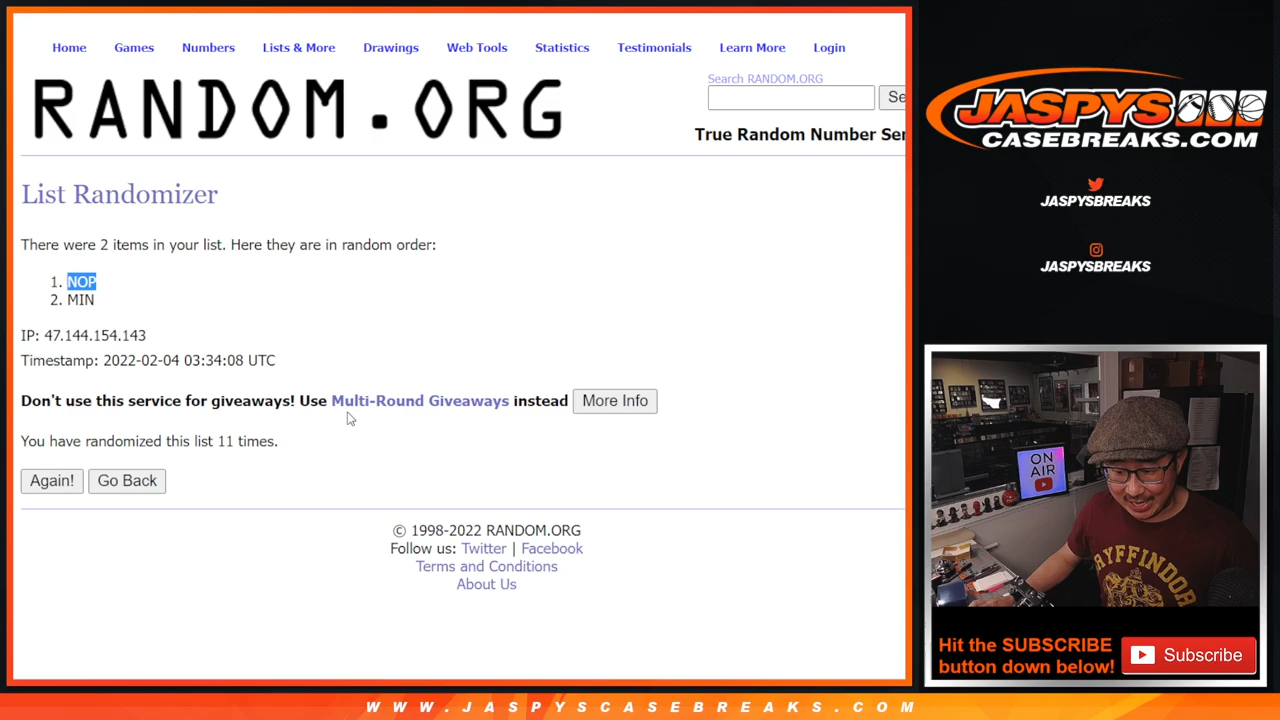 Home Games Numbers Lists & More Drawings Web Tools Statistics Testimonials Learn More Login
RANDOM.ORG
Search RANDOM.ORG
Se
True Random Number Ser
List Randomizer
There were 2 items in your list. Here they are in random order:
1. NOP
2. MIN
IP: 47.144.154.143
Timestamp: 2022-02-04 03:34:08 UTC
Don't use this service for giveaways! Use Multi-Round Giveaways instead More Info
You have randomized this list 11 times.
Again! Go Back
© 1998-2022 RANDOM.ORG
Follow us: Twitter | Facebook
Terms and Conditions
About Us
JASPYS
CASEBREAKS.COM
JASPYSBREAKS
JASPYSBREAKS
ON
AIR
GRYFFINDOR
Hit the SUBSCRIBE
button down below!
Subscribe
WWW.JASPYSCASEBREAKS.COM